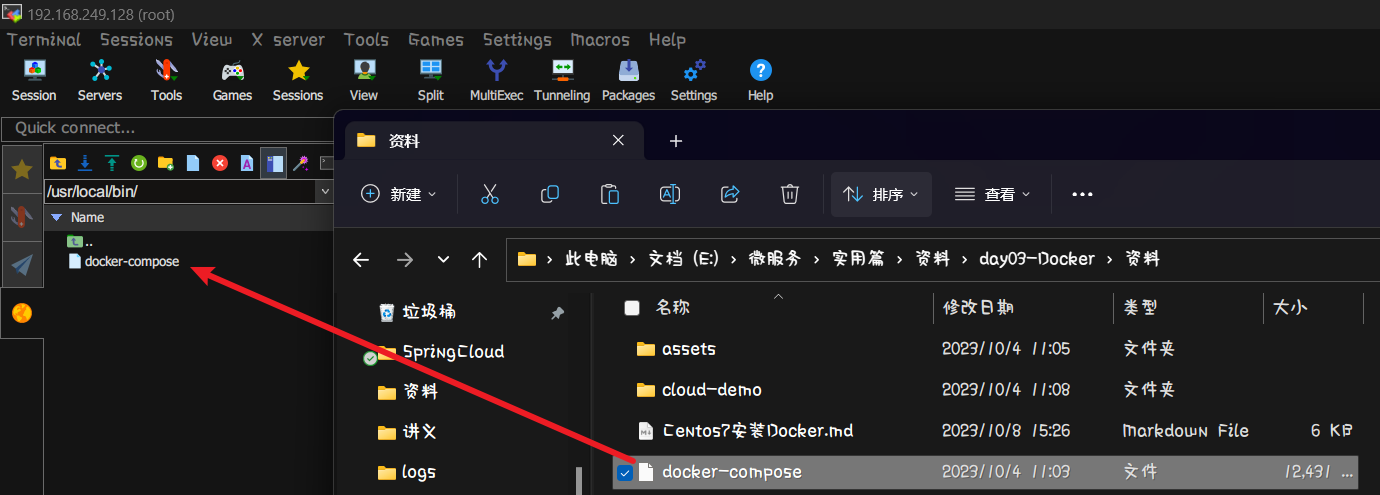 192.168.249.128 (root)
Terminal Sessions View X server Tools Games Settings Macros Help
Session Servers Tools Games Sessions View Split MultiExec Tunneling Packages Settings Help
Quick connect...
资料
/usr/local/bin/
新建 排序 查看
Name
..
docker-compose
此电脑 › 文档 (E:) › 微服务 › 实用篇 › 资料 › day03-Docker › 资料
垃圾桶
SpringCloud
资料
讲义
logs
名称 修改日期 类型 大小
assets 2023/10/4 11:05 文件夹
cloud-demo 2023/10/4 11:08 文件夹
Centos7安装Docker.md 2023/10/8 15:26 Markdown File 6 KB
docker-compose 2023/10/4 11:03 文件 12,431 ...